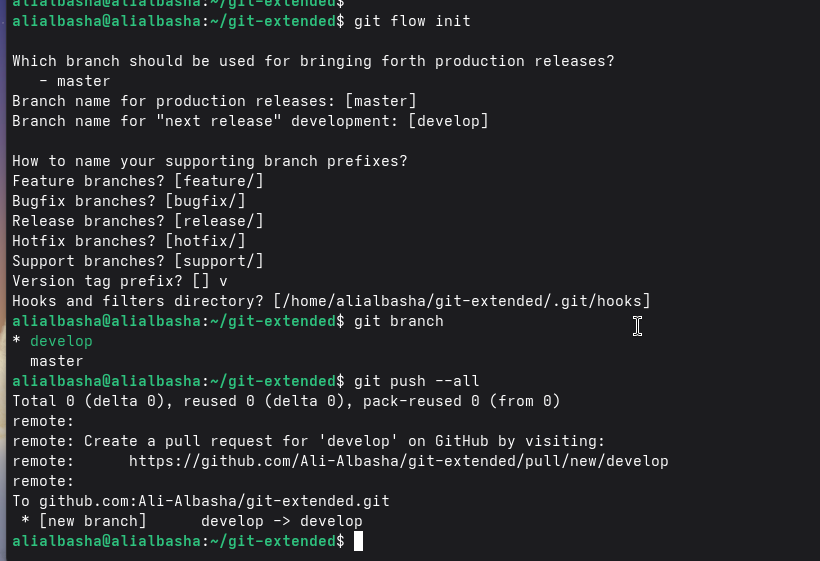 alialbasha@alialbasha:~/git-extended$
alialbasha@alialbasha:~/git-extended$ git flow init
Which branch should be used for bringing forth production releases?
   - master
Branch name for production releases: [master]
Branch name for "next release" development: [develop]
How to name your supporting branch prefixes?
Feature branches? [feature/]
Bugfix branches? [bugfix/]
Release branches? [release/]
Hotfix branches? [hotfix/]
Support branches? [support/]
Version tag prefix? [] v
Hooks and filters directory? [/home/alialbasha/git-extended/.git/hooks]
alialbasha@alialbasha:~/git-extended$ git branch
* develop
  master
alialbasha@alialbasha:~/git-extended$ git push --all
Total 0 (delta 0), reused 0 (delta 0), pack-reused 0 (from 0)
remote:
remote: Create a pull request for 'develop' on GitHub by visiting:
remote:      https://github.com/Ali-Albasha/git-extended/pull/new/develop
remote:
To github.com:Ali-Albasha/git-extended.git
 * [new branch]      develop -> develop
alialbasha@alialbasha:~/git-extended$